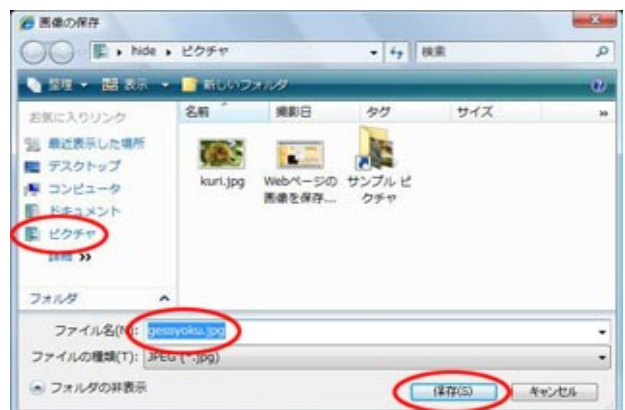 画像の保存
hide ▸ ピクチャ
検索
整理 表示 新しいフォルダ
お気に入りリンク
最近表示した場所
デスクトップ
コンピュータ
ドキュメント
ピクチャ
詳細 »
フォルダ
名前 撮影日 タグ サイズ »
kuri.jpg
Webページの
画像を保存...
サンプル ピ
クチャ
ファイル名(N): gessyoku.jpg
ファイルの種類(T): JPEG (*.jpg)
フォルダの非表示
保存(S) キャンセル